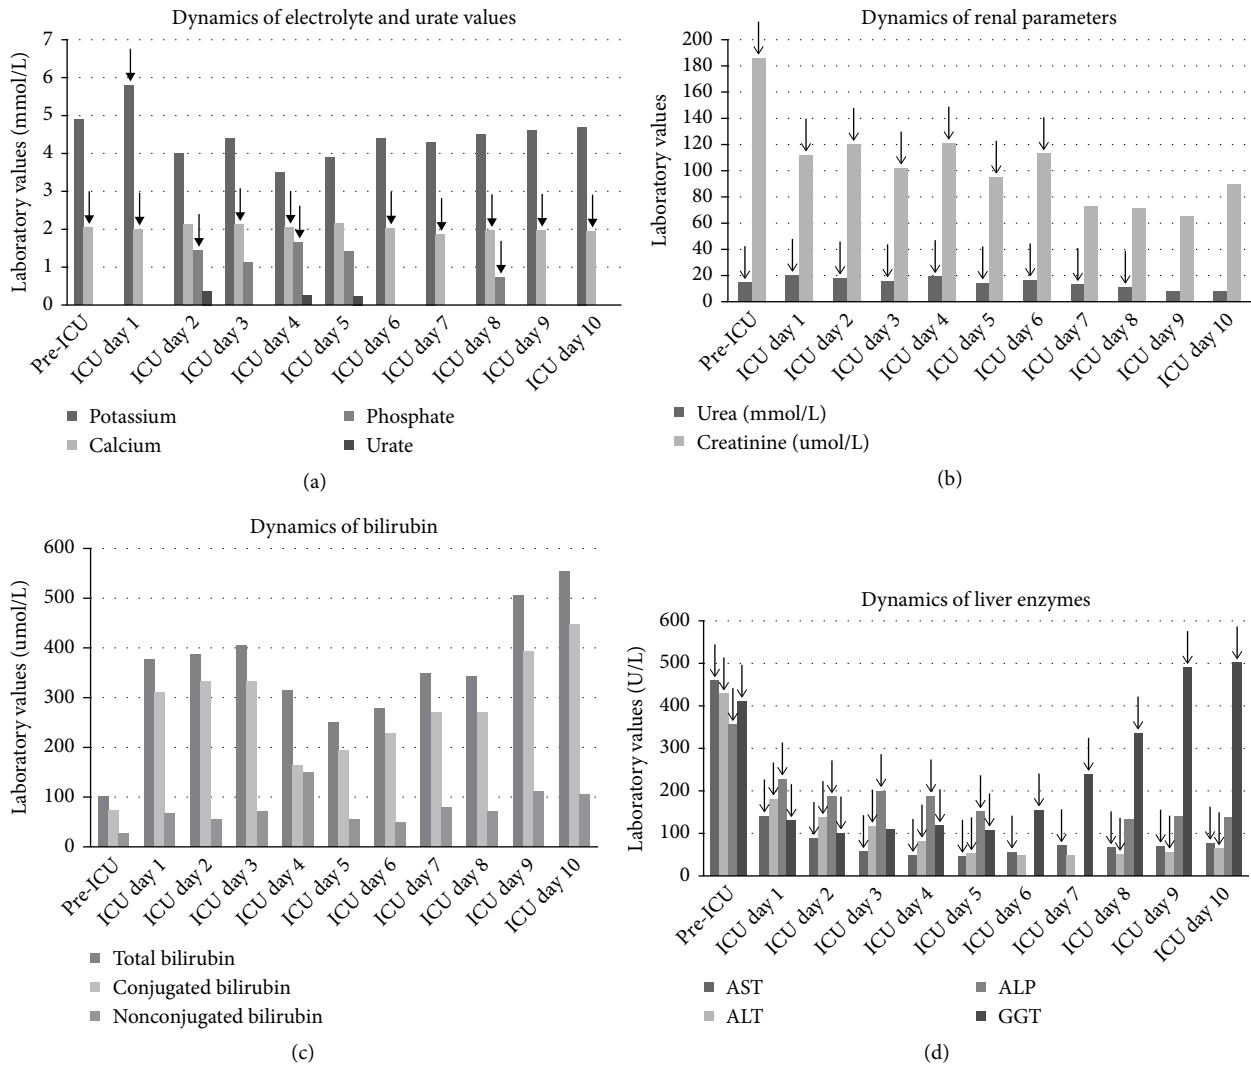 Dynamics of electrolyte and urate values
Laboratory values (mmol/L)
7
6
5
4
3
2
1
0
Pre-ICU
ICU day 1
ICU day 2
ICU day 3
ICU day 4
ICU day 5
ICU day 6
ICU day 7
ICU day 8
ICU day 9
ICU day 10
Potassium
Phosphate
Calcium
Urate
(a)
Dynamics of renal parameters
Laboratory values
200
180
160
140
120
100
80
60
40
20
0
Pre-ICU
ICU day 1
ICU day 2
ICU day 3
ICU day 4
ICU day 5
ICU day 6
ICU day 7
ICU day 8
ICU day 9
ICU day 10
Urea (mmol/L)
Creatinine (umol/L)
(b)
Dynamics of bilirubin
Laboratory values (umol/L)
600
500
400
300
200
100
0
Pre-ICU
ICU day 1
ICU day 2
ICU day 3
ICU day 4
ICU day 5
ICU day 6
ICU day 7
ICU day 8
ICU day 9
ICU day 10
Total bilirubin
Conjugated bilirubin
Nonconjugated bilirubin
(c)
Dynamics of liver enzymes
Laboratory values (U/L)
600
500
400
300
200
100
0
Pre-ICU
ICU day 1
ICU day 2
ICU day 3
ICU day 4
ICU day 5
ICU day 6
ICU day 7
ICU day 8
ICU day 9
ICU day 10
AST
ALP
ALT
GGT
(d)